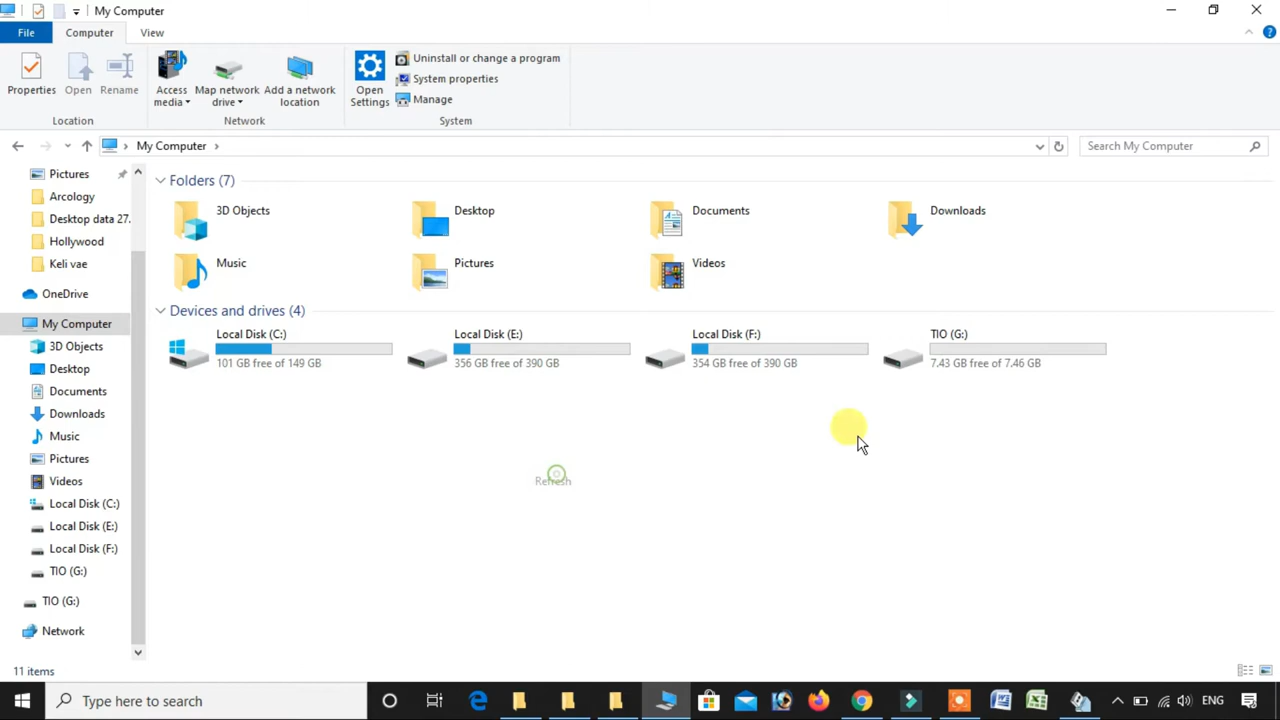 My Computer
File
Computer
View
Properties
Open
Rename
Access media
Map network drive
Add a network location
Open Settings
Uninstall or change a program
System properties
Manage
Location
Network
System
My Computer
Search My Computer
Pictures
Arcology
Desktop data 27.
Hollywood
Keli vae
OneDrive
My Computer
3D Objects
Desktop
Documents
Downloads
Music
Pictures
Videos
Local Disk (C:)
Local Disk (E:)
Local Disk (F:)
TIO (G:)
TIO (G:)
Network
Folders (7)
3D Objects
Desktop
Documents
Downloads
Music
Pictures
Videos
Devices and drives (4)
Local Disk (C:)
101 GB free of 149 GB
Local Disk (E:)
356 GB free of 390 GB
Local Disk (F:)
354 GB free of 390 GB
TIO (G:)
7.43 GB free of 7.46 GB
Refresh
11 items
Type here to search
ENG